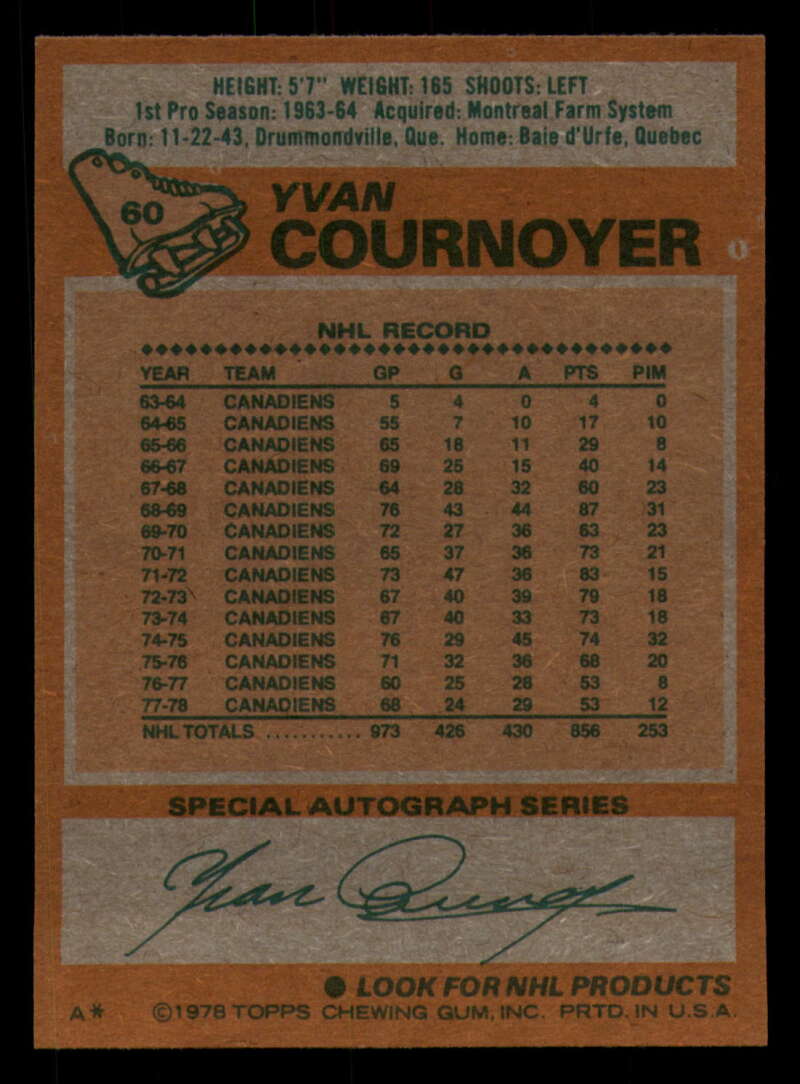 HEIGHT: 5'7" WEIGHT: 165 SHOOTS: LEFT
1st Pro Season: 1963-64 Acquired: Montreal Farm System
Born: 11-22-43, Drummondville, Que. Home: Baie d'Urfe, Quebec
60
YVAN
COURNOYER
NHL RECORD
YEAR TEAM GP G A PTS PIM
63-64 CANADIENS 5 4 0 4 0
64-65 CANADIENS 55 7 10 17 10
65-66 CANADIENS 65 18 11 29 8
66-67 CANADIENS 69 25 15 40 14
67-68 CANADIENS 64 28 32 60 23
68-69 CANADIENS 76 43 44 87 31
69-70 CANADIENS 72 27 36 63 23
70-71 CANADIENS 65 37 36 73 21
71-72 CANADIENS 73 47 36 83 15
72-73 CANADIENS 67 40 39 79 18
73-74 CANADIENS 67 40 33 73 18
74-75 CANADIENS 76 29 45 74 32
75-76 CANADIENS 71 32 36 68 20
76-77 CANADIENS 60 25 28 53 8
77-78 CANADIENS 68 24 29 53 12
NHL TOTALS ........... 973 426 430 856 253
SPECIAL AUTOGRAPH SERIES
Yvan Cournoyer
● LOOK FOR NHL PRODUCTS
A* ©1978 TOPPS CHEWING GUM, INC. PRTD. IN U.S.A.